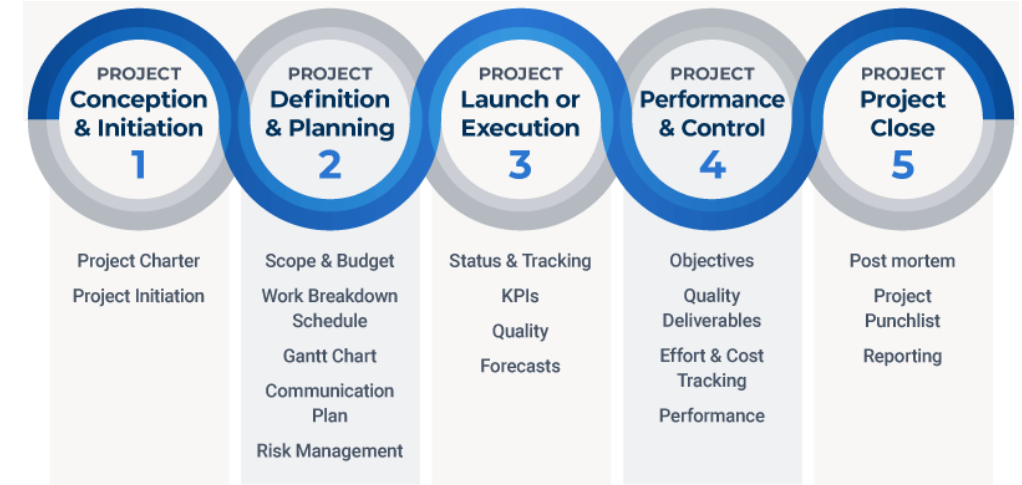 PROJECT
Conception
& Initiation
1
PROJECT
Definition
& Planning
2
PROJECT
Launch or
Execution
3
PROJECT
Performance
& Control
4
PROJECT
Project
Close
5
Project Charter
Project Initiation
Scope & Budget
Work Breakdown
Schedule
Gantt Chart
Communication
Plan
Risk Management
Status & Tracking
KPIs
Quality
Forecasts
Objectives
Quality
Deliverables
Effort & Cost
Tracking
Performance
Post mortem
Project
Punchlist
Reporting